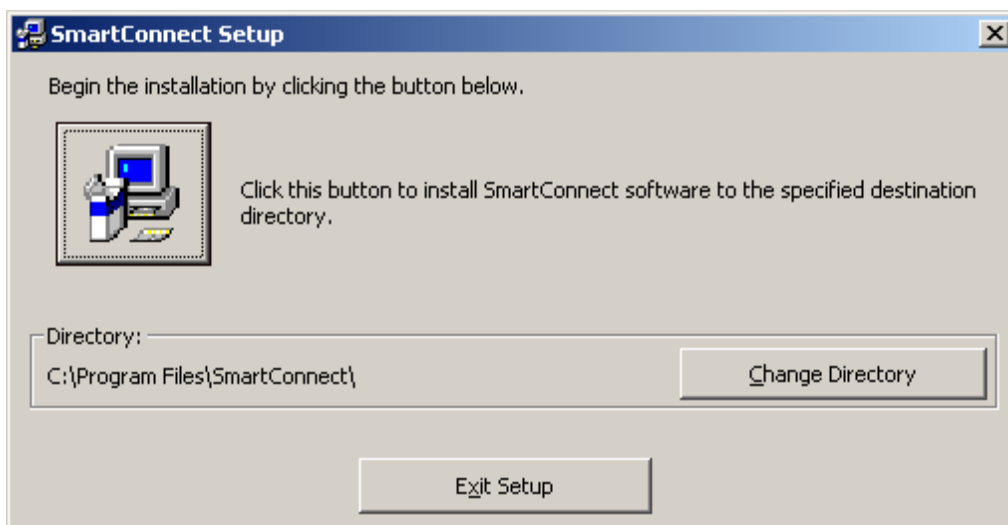 SmartConnect Setup
Begin the installation by clicking the button below.
Click this button to install SmartConnect software to the specified destination
directory.
Directory:
C:\Program Files\SmartConnect\
Change Directory
Exit Setup